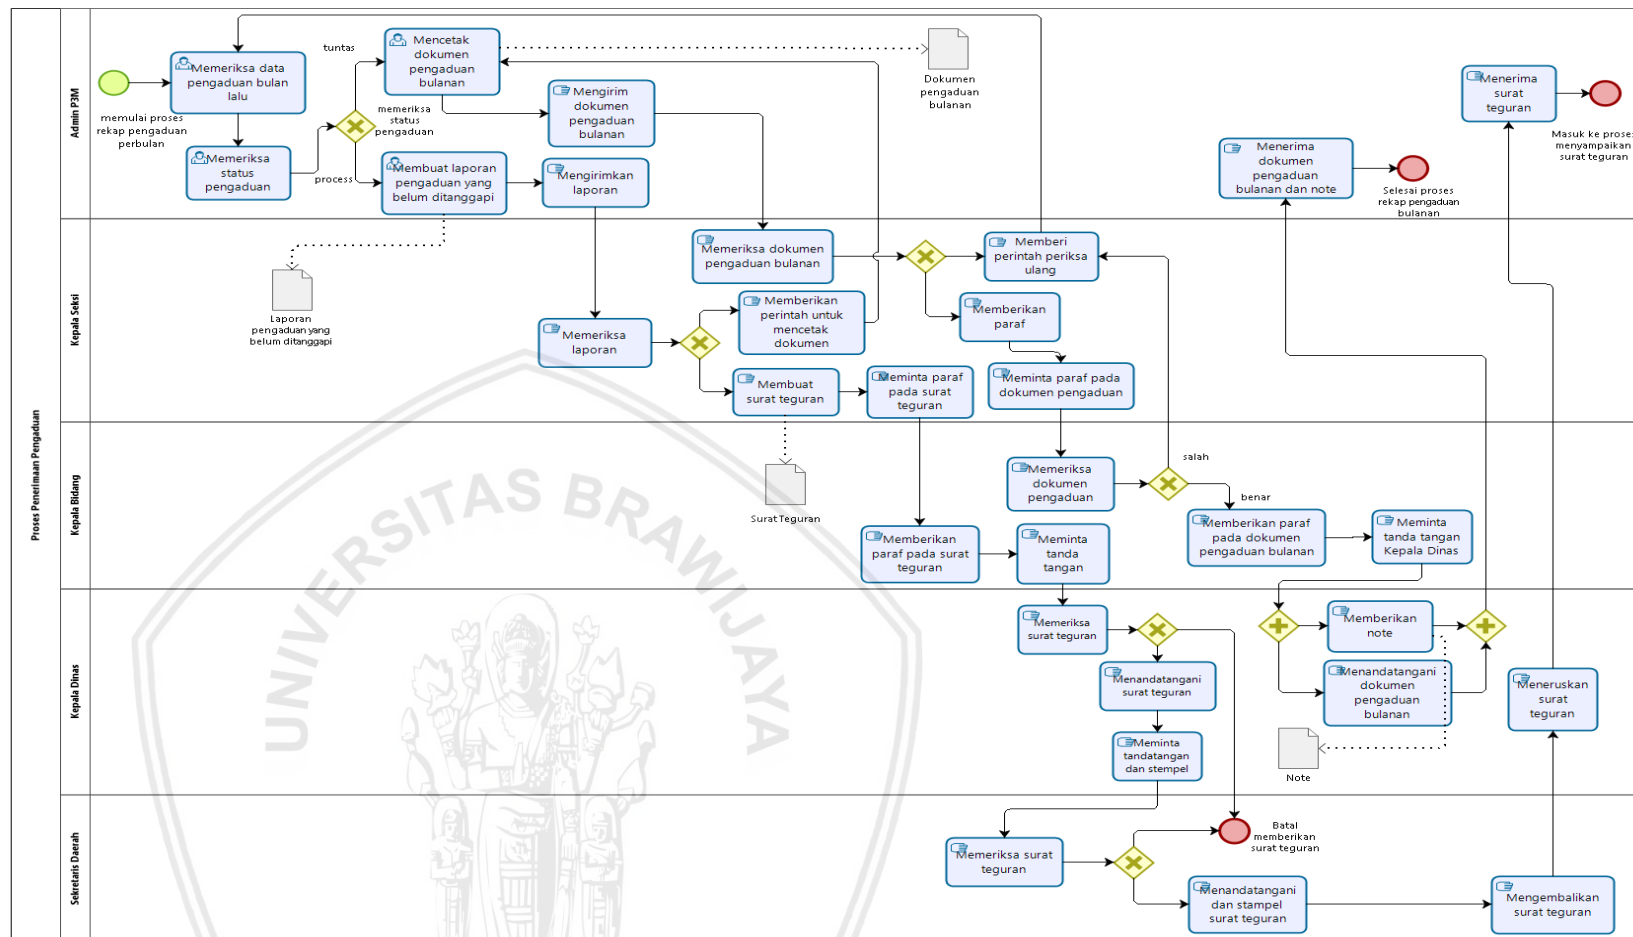 Proses Penerimaan Pengaduan
Admin P3M
memulai proses
rekap pengaduan
perbulan
Memeriksa data
pengaduan bulan
lalu
Memeriksa
status
pengaduan
tuntas
memeriksa
status
pengaduan
process
Mencetak
dokumen
pengaduan
bulanan
Mengirim
dokumen
pengaduan
bulanan
Membuat laporan
pengaduan yang
belum ditanggapi
Mengirimkan
laporan
Dokumen
pengaduan
bulanan
Menerima
dokumen
pengaduan
bulanan dan note
Selesai proses
rekap pengaduan
bulanan
Menerima
surat
teguran
Masuk ke proses
menyampaikan
surat teguran
Kepala Seksi
Laporan
pengaduan yang
belum ditanggapi
Memeriksa dokumen
pengaduan bulanan
Memberi
perintah periksa
ulang
Memberikan
perintah untuk
mencetak
dokumen
Memberikan
paraf
Memeriksa
laporan
Membuat
surat teguran
Meminta paraf
pada surat
teguran
Meminta paraf pada
dokumen pengaduan
Kepala Bidang
Surat Teguran
Memeriksa
dokumen
pengaduan
salah
benar
Memberikan paraf
pada dokumen
pengaduan bulanan
Meminta
tanda tangan
Kepala Dinas
Memberikan
paraf pada surat
teguran
Meminta
tanda
tangan
Kepala Dinas
Memeriksa
surat teguran
Menandatangani
surat teguran
Meminta
tandatangan
dan stempel
Memberikan
note
Menandatangani
dokumen
pengaduan
bulanan
Note
Meneruskan
surat
teguran
Sekretaris Daerah
Memeriksa surat
teguran
Batal
memberikan
surat teguran
Menandatangani
dan stampel
surat teguran
Mengembalikan
surat teguran
UNIVERSITAS BRAWIJAYA